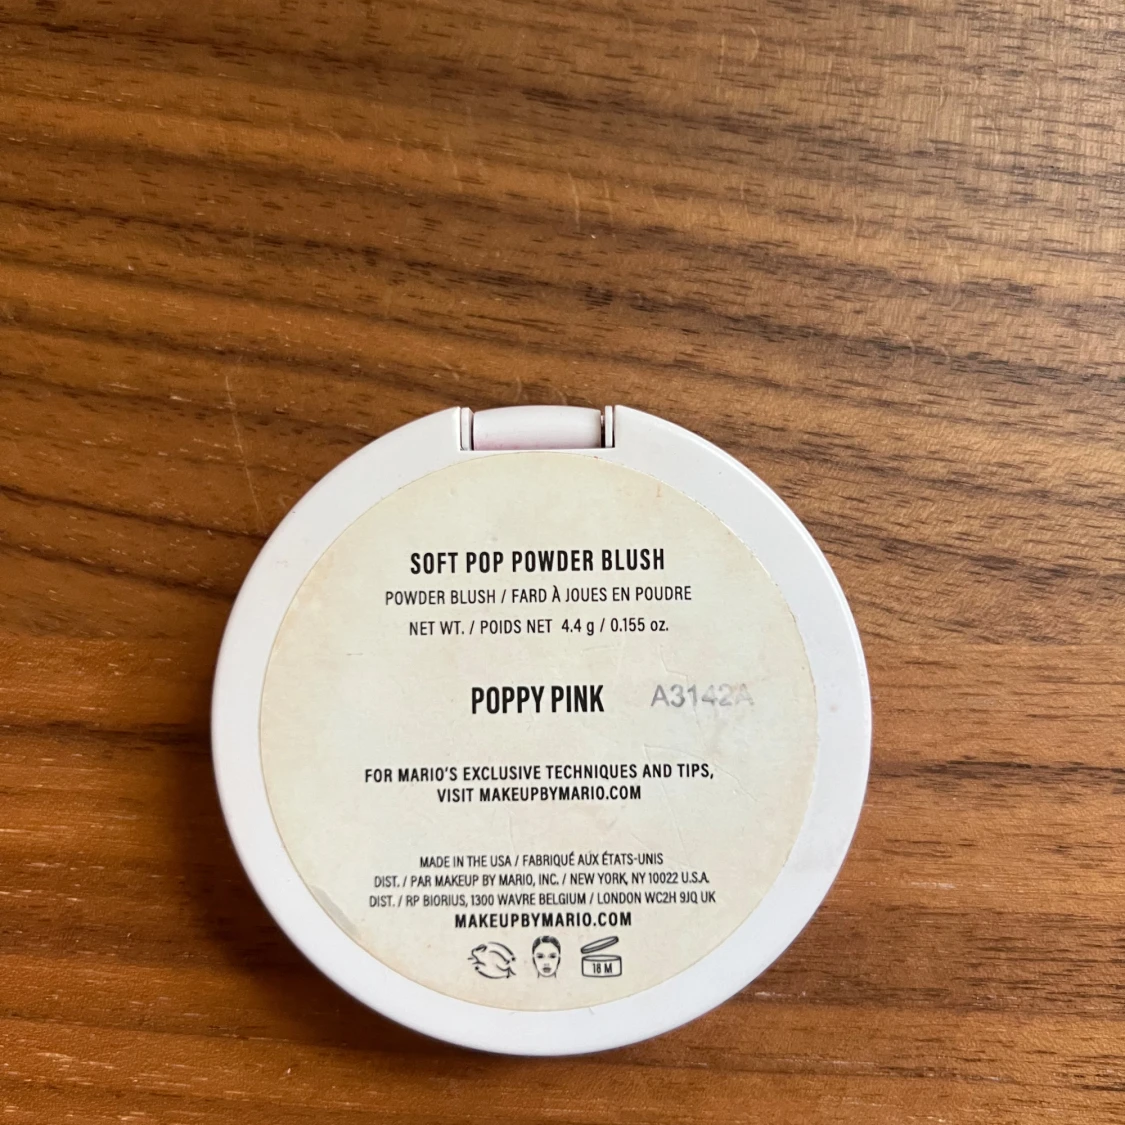 SOFT POP POWDER BLUSH
POWDER BLUSH / FARD À JOUES EN POUDRE
NET WT. / POIDS NET 4.4 g / 0.155 oz.
POPPY PINK A3142A
FOR MARIO'S EXCLUSIVE TECHNIQUES AND TIPS,
VISIT MAKEUPBYMARIO.COM
MADE IN THE USA / FABRIQUÉ AUX ÉTATS-UNIS
DIST. / PAR MAKEUP BY MARIO, INC. / NEW YORK, NY 10022 U.S.A.
DIST. / RP BIORIUS, 1300 WAVRE BELGIUM / LONDON WC2H 9JQ UK
MAKEUPBYMARIO.COM
18 M